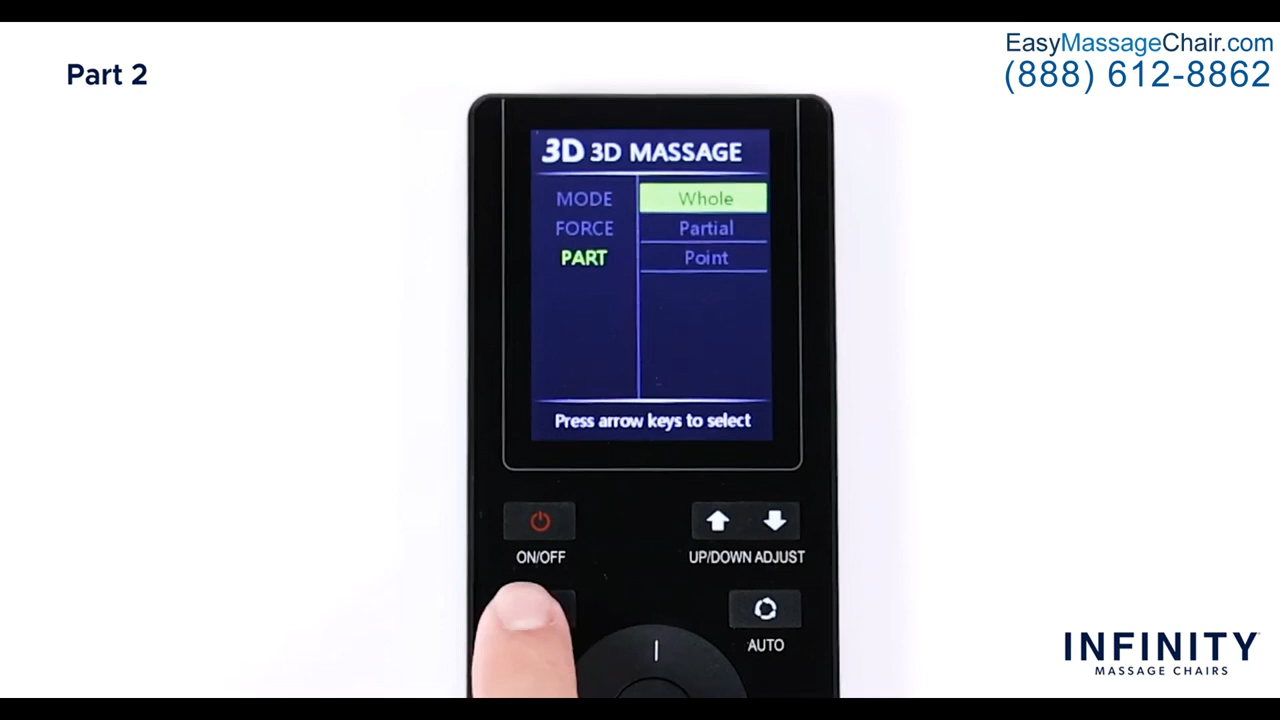 Part 2
EasyMassageChair.com
(888) 612-8862
3D 3D MASSAGE
MODE
Whole
FORCE
Partial
PART
Point
Press arrow keys to select
ON/OFF
UP/DOWN ADJUST
AUTO
INFINITY
MASSAGE CHAIRS